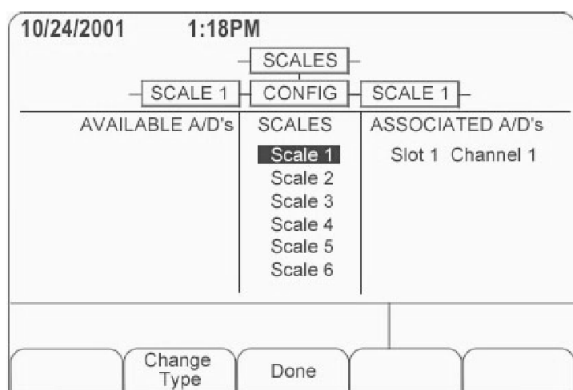 10/24/2001 1:18PM
SCALES
SCALE 1 CONFIG SCALE 1
AVAILABLE A/D's SCALES ASSOCIATED A/D's
Scale 1 Slot 1 Channel 1
Scale 2
Scale 3
Scale 4
Scale 5
Scale 6
Change Done
Type